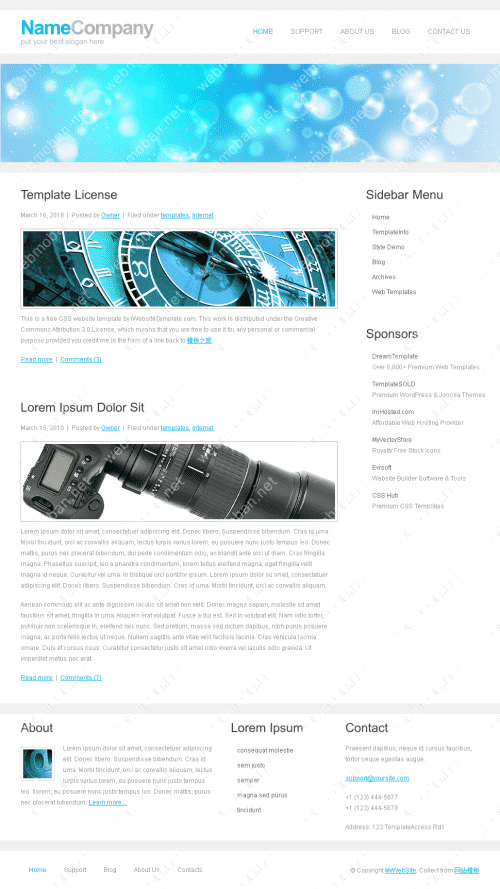 NameCompany
put your best slogan here
HOME SUPPORT ABOUT US BLOG CONTACT US
Template License
March 16, 2010 | Posted by Owner | Filed under templates, internet
This is a free CSS website template by iWebsiteTemplate.com. This work is distributed under the Creative
Commons Attribution 3.0 License, which means that you are free to use it for any personal or commercial
purpose provided you credit me in the form of a link back to 模板之家.
Read more | Comments (3)
Lorem Ipsum Dolor Sit
March 15, 2010 | Posted by Owner | Filed under templates, internet
Lorem ipsum dolor sit amet, consectetuer adipiscing elit. Donec libero. Suspendisse bibendum. Cras id urna.
Morbi tincidunt, orci ac convallis aliquam, lectus turpis varius lorem, eu posuere nunc justo tempus leo. Donec
mattis, purus nec placerat bibendum, dui pede condimentum odio, ac blandit ante orci ut diam. Cras fringilla
magna. Phasellus suscipit, leo a pharetra condimentum, lorem tellus eleifend magna, eget fringilla velit
magna id neque. Curabitur vel urna. In tristique orci porttitor ipsum. Lorem ipsum dolor sit amet, consectetuer
adipiscing elit. Donec libero. Suspendisse bibendum. Cras id urna. Morbi tincidunt, orci ac convallis aliquam.
Aenean commodo elit ac ante dignissim iaculis sit amet non velit. Donec magna sapien, molestie sit amet
faucibus sit amet, fringilla in urna. Aliquam erat volutpat. Fusce a dui est. Sed in volutpat elit. Nam odio tortor,
pulvinar non scelerisque in, eleifend nec nunc. Sed pretium, massa sed dictum dapibus, nibh purus posuere
magna, ac porta felis lectus ut neque. Nullam sagittis ante vitae velit facilisis lacinia. Cras vehicula lacinia
ornare. Duis et cursus risus. Curabitur consectetur justo sit amet odio viverra vel iaculis odio gravida. Ut
imperdiet metus nec erat.
Read more | Comments (7)
Sidebar Menu
Home
TemplateInfo
Style Demo
Blog
Archives
Web Templates
Sponsors
DreamTemplate
Over 6,000+ Premium Web Templates
TemplateSOLD
Premium WordPress & Joomla Themes
ImHosted.com
Affordable Web Hosting Provider
MyVectorStore
Royalty Free Stock Icons
Evrsoft
Website Builder Software & Tools
CSS Hub
Premium CSS Templates
About
Lorem ipsum dolor sit amet, consectetuer adipiscing
elit. Donec libero. Suspendisse bibendum. Cras id
urna. Morbi tincidunt, orci ac convallis aliquam, lectus
turpis varius lorem, eu posuere nunc justo tempus
leo. Donec mattis, purus
nec placerat bibendum. Learn more...
Lorem Ipsum
consequat molestie
sem justo
semper
magna sed purus
tincidunt
Contact
Praesent dapibus, neque id cursus faucibus,
tortor neque egestas augue.
support@yoursite.com
+1 (123) 444-5677
+1 (123) 444-5678
Address: 123 TemplateAccess Rd1
Home Support Blog About Us Contacts
© Copyright MyWebSite, Collect from 网站模板